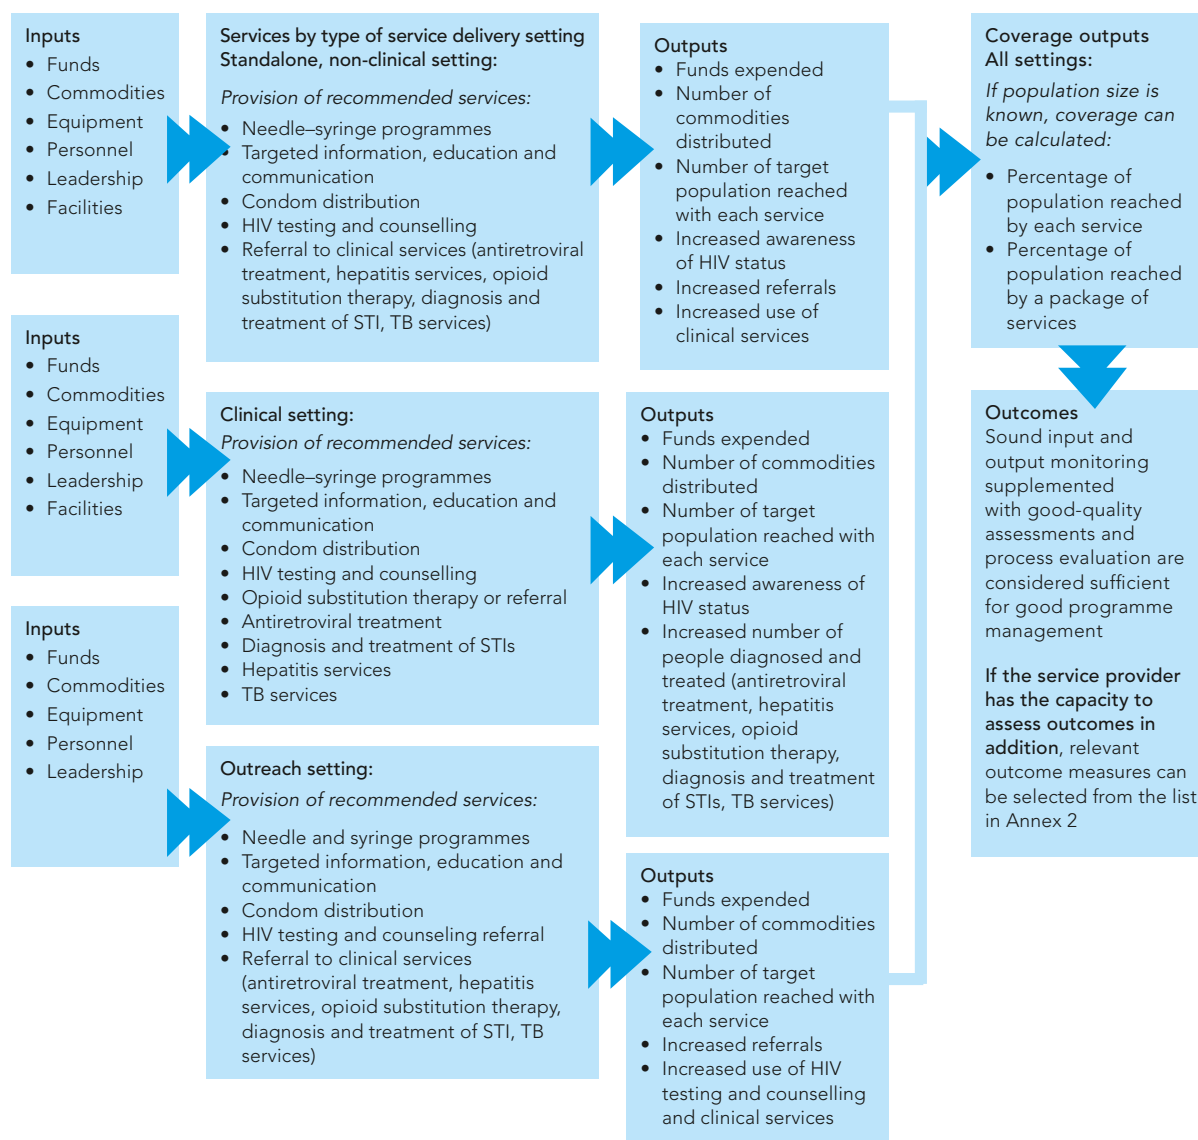 Inputs
• Funds
• Commodities
• Equipment
• Personnel
• Leadership
• Facilities
Services by type of service delivery setting
Standalone, non-clinical setting:
Provision of recommended services:
• Needle–syringe programmes
• Targeted information, education and
communication
• Condom distribution
• HIV testing and counselling
• Referral to clinical services (antiretroviral
treatment, hepatitis services, opioid
substitution therapy, diagnosis and
treatment of STI, TB services)
Outputs
• Funds expended
• Number of
commodities
distributed
• Number of target
population reached
with each service
• Increased awareness
of HIV status
• Increased referrals
• Increased use of
clinical services
Inputs
• Funds
• Commodities
• Equipment
• Personnel
• Leadership
• Facilities
Clinical setting:
Provision of recommended services:
• Needle–syringe programmes
• Targeted information, education and
communication
• Condom distribution
• HIV testing and counselling
• Opioid substitution therapy or referral
• Antiretroviral treatment
• Diagnosis and treatment of STIs
• Hepatitis services
• TB services
Outputs
• Funds expended
• Number of commodities
distributed
• Number of target
population reached with
each service
• Increased awareness of
HIV status
• Increased number of
people diagnosed and
treated (antiretroviral
treatment, hepatitis
services, opioid
substitution therapy,
diagnosis and treatment
of STIs, TB services)
Inputs
• Funds
• Commodities
• Equipment
• Personnel
• Leadership
Outreach setting:
Provision of recommended services:
• Needle and syringe programmes
• Targeted information, education and
communication
• Condom distribution
• HIV testing and counseling referral
• Referral to clinical services
(antiretroviral treatment, hepatitis
services, opioid substitution therapy,
diagnosis and treatment of STI, TB
services)
Outputs
• Funds expended
• Number of commodities
distributed
• Number of target
population reached with
each service
• Increased referrals
• Increased use of HIV
testing and counselling
and clinical services
Coverage outputs
All settings:
If population size is
known, coverage can
be calculated:
• Percentage of
population reached
by each service
• Percentage of
population reached
by a package of
services
Outcomes
Sound input and
output monitoring
supplemented
with good-quality
assessments and
process evaluation are
considered sufficient
for good programme
management
If the service provider
has the capacity to
assess outcomes in
addition, relevant
outcome measures can
be selected from the list
in Annex 2